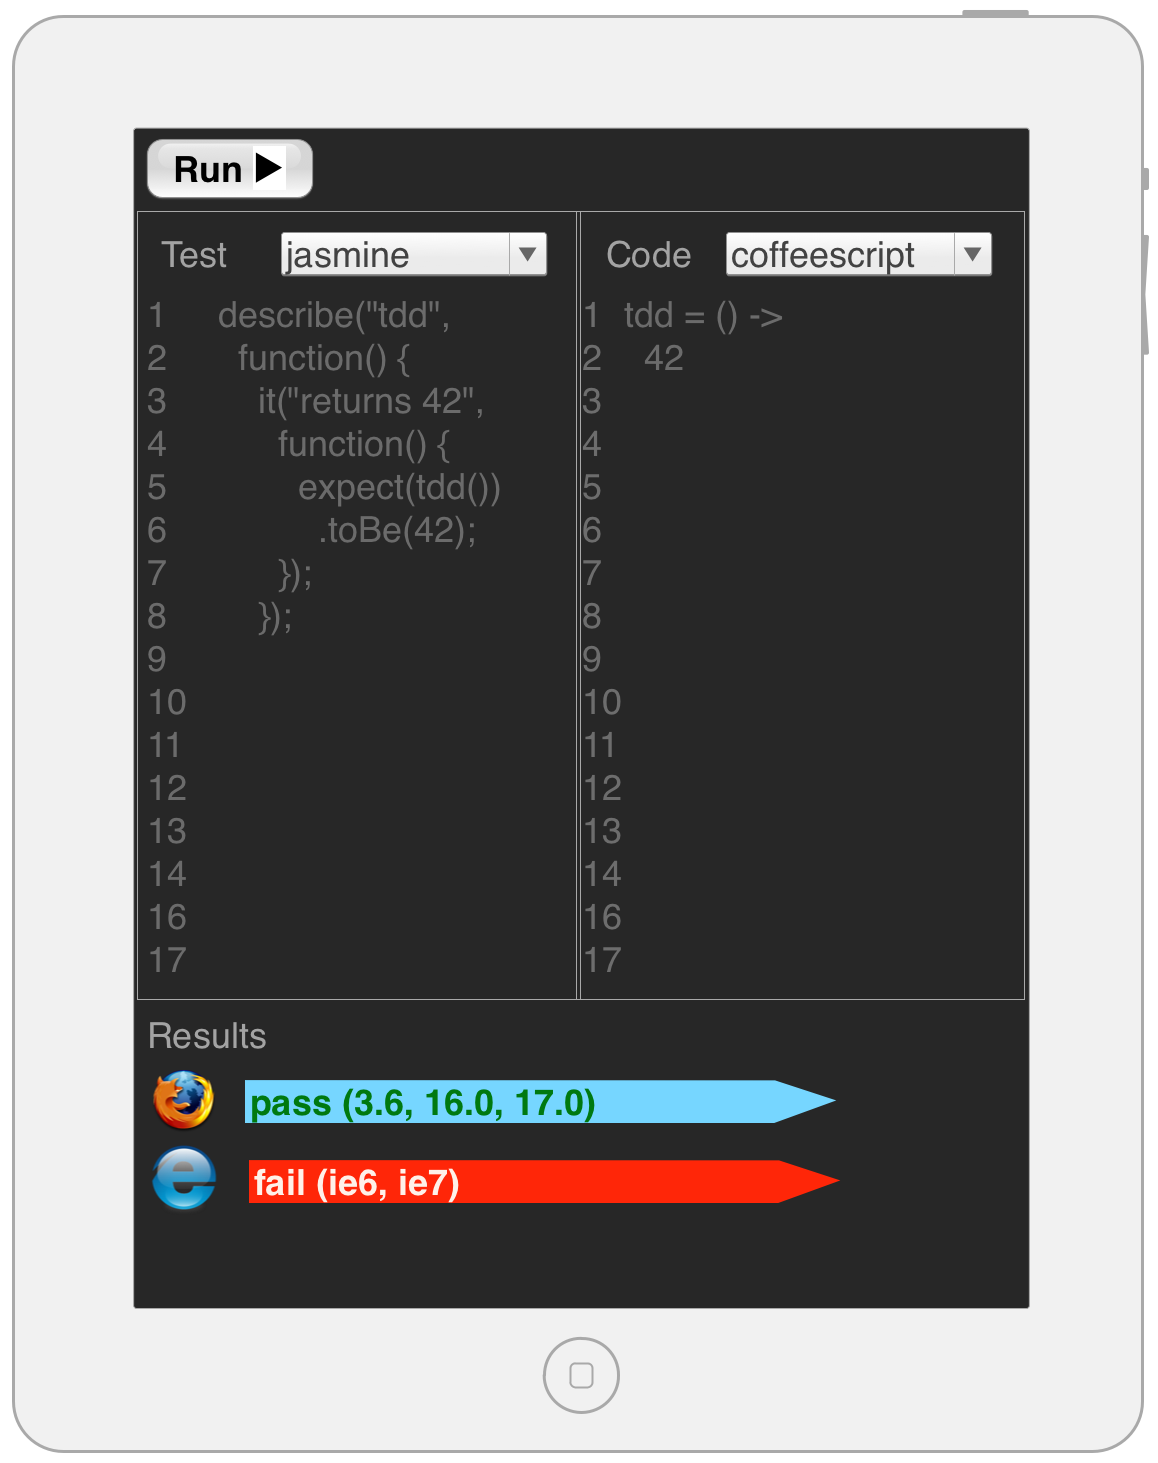 Run
Test jasmine
1 describe("tdd",
2 function() {
3 it("returns 42",
4 function() {
5 expect(tdd())
6 .toBe(42);
7 });
8 });
9
10
11
12
13
14
16
17
Code coffeescript
1 tdd = () ->
2 42
3
4
5
6
7
8
9
10
11
12
13
14
16
17
Results
pass (3.6, 16.0, 17.0)
fail (ie6, ie7)